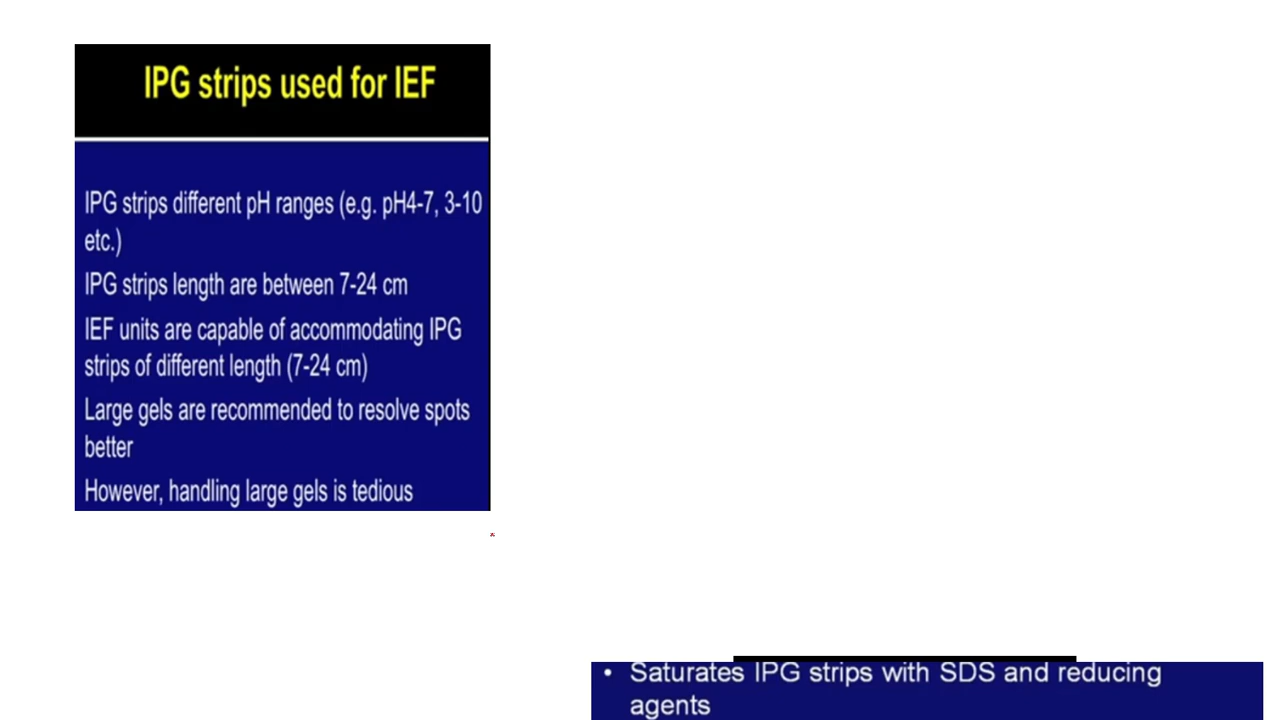 IPG strips used for IEF
IPG strips different pH ranges (e.g. pH4-7, 3-10
etc.)
IPG strips length are between 7-24 cm
IEF units are capable of accommodating IPG
strips of different length (7-24 cm)
Large gels are recommended to resolve spots
better
However, handling large gels is tedious
• Saturates IPG strips with SDS and reducing
agents